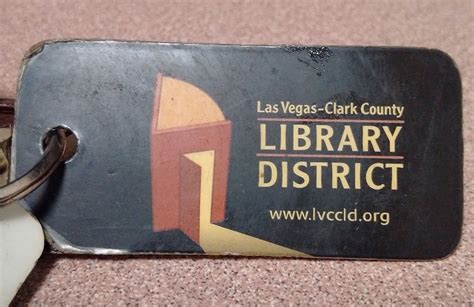 Las Vegas–Clark County
LIBRARY
DISTRICT
www.lvccld.org